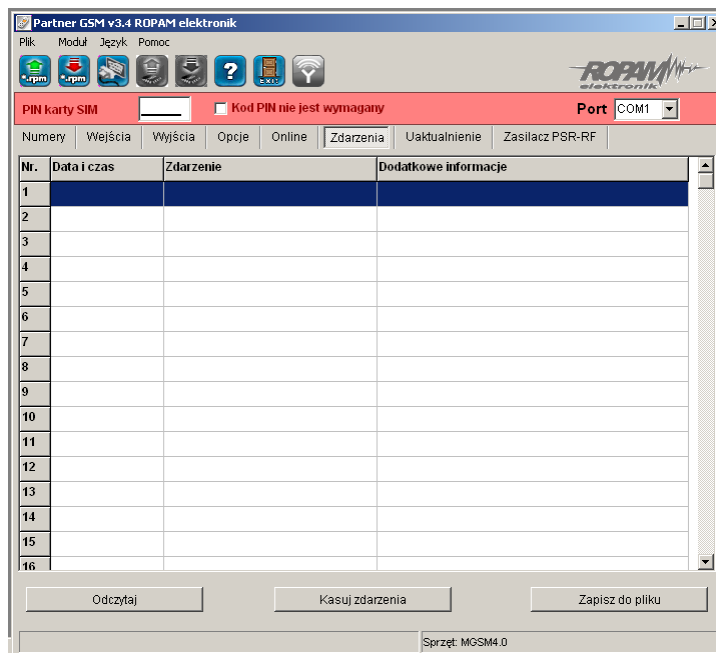 Partner GSM v3.4 ROPAM elektronik
Plik Moduł Język Pomoc
.rpm .rpm ? EXIT ROPAM elektronik
PIN karty SIM Kod PIN nie jest wymagany Port COM1
Numery Wejścia Wyjścia Opcje Online Zdarzenia Uaktualnienie Zasilacz PSR-RF
Nr. Data i czas Zdarzenie Dodatkowe informacje
1
2
3
4
5
6
7
8
9
10
11
12
13
14
15
16
Odczytaj Kasuj zdarzenia Zapisz do pliku
Sprzęt: MGSM4.0